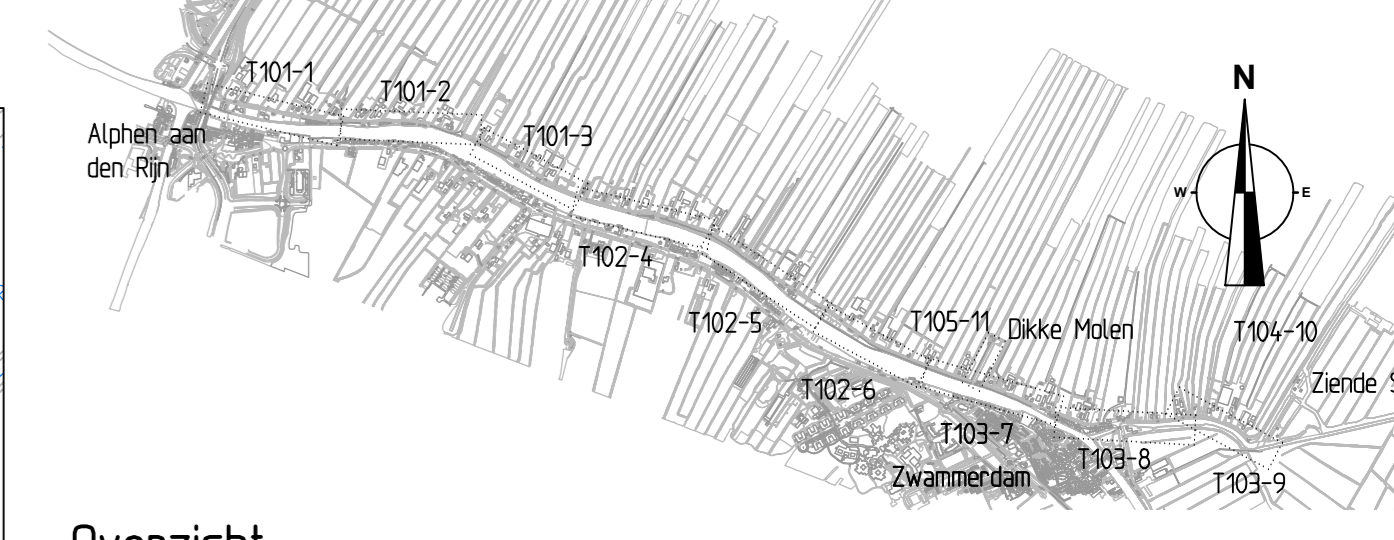 N
W
E
T101-1
T101-2
T101-3
Alphen aan
den Rijn
T102-4
T102-5
T105-11
Dikke Molen
T104-10
Ziende
T102-6
T103-7
T103-8
Zwammerdam
T103-9
Overzicht